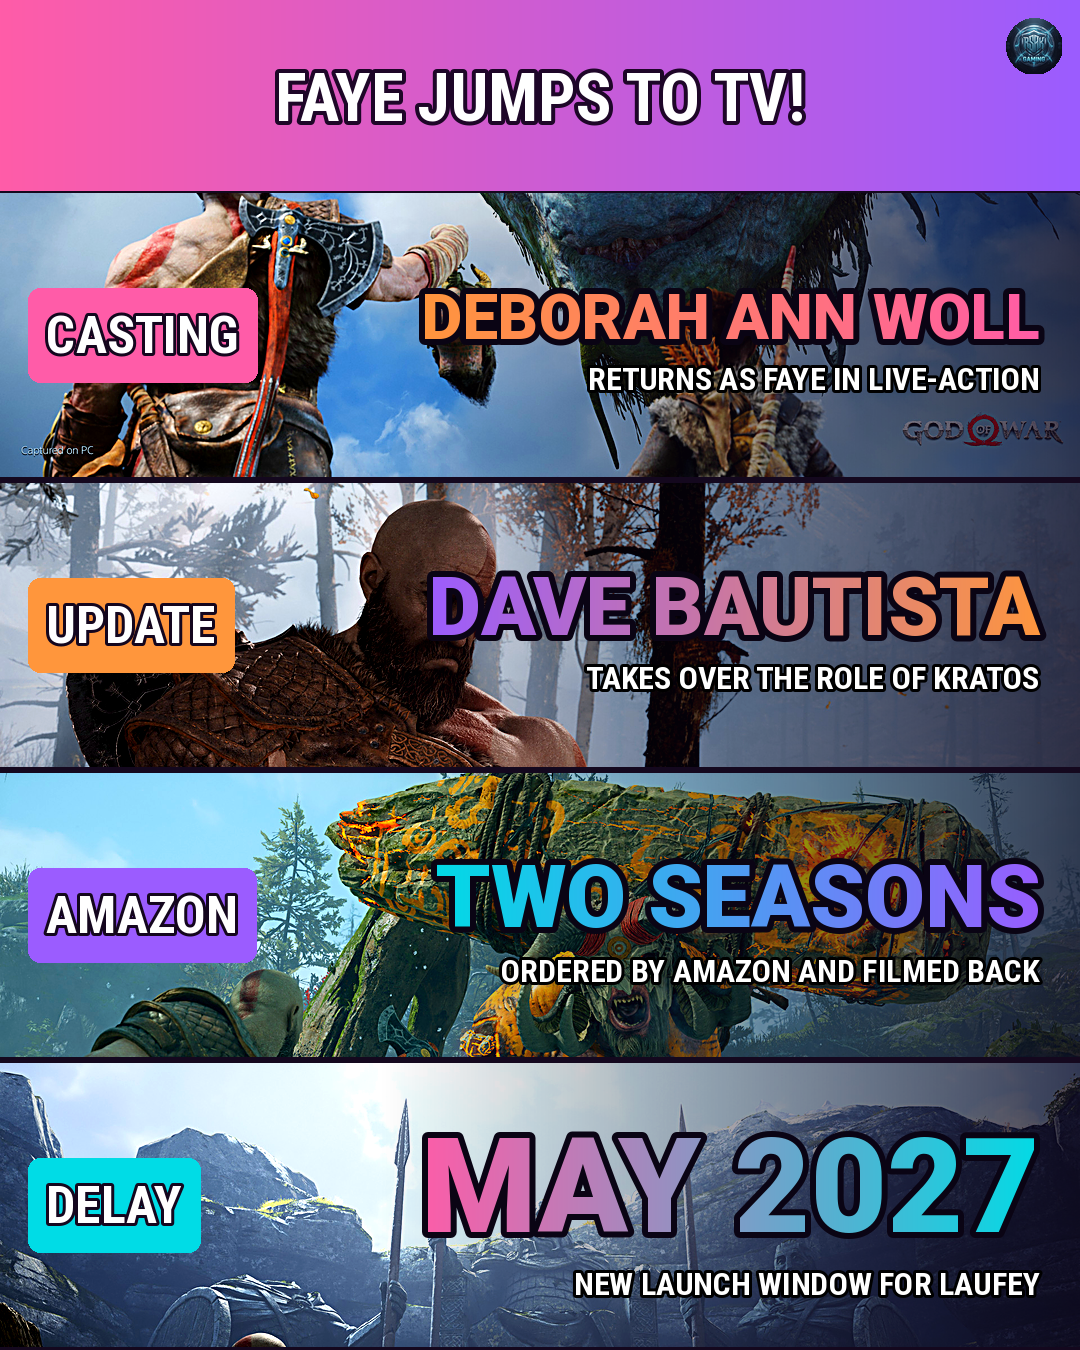 FAYE JUMPS TO TV!
GAMING
CASTING
DEBORAH ANN WOLL
RETURNS AS FAYE IN LIVE-ACTION
GOD OF WAR
Captured on PC
UPDATE
DAVE BAUTISTA
TAKES OVER THE ROLE OF KRATOS
AMAZON
TWO SEASONS
ORDERED BY AMAZON AND FILMED BACK
DELAY
MAY 2027
NEW LAUNCH WINDOW FOR LAUFEY